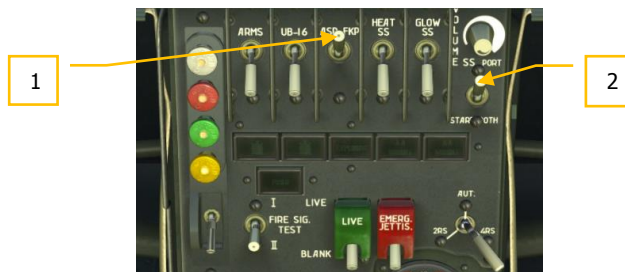 1
2
ARMS UB-16 ASP-FKP HEAT SS GLOW SS VOLUME
SS PORT
START BOTH
I
LIVE
FIRE SIG. TEST
II
BLANK
LIVE
EMERG. JETTIS.
AUT.
2RS
4RS